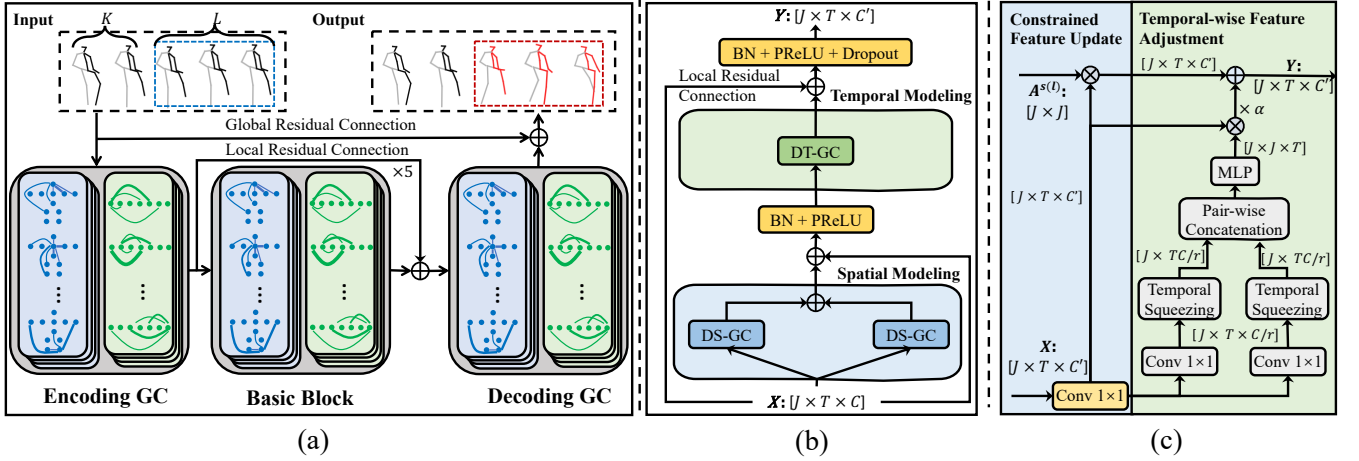 Input
K
L
Output
Global Residual Connection
Local Residual Connection
×5
Encoding GC
Basic Block
Decoding GC
(a)
Y: [J × T × C′]
BN + PReLU + Dropout
Local Residual
Connection
Temporal Modeling
DT-GC
BN + PReLU
Spatial Modeling
DS-GC
DS-GC
X: [J × T × C]
(b)
Constrained
Feature Update
Temporal-wise Feature
Adjustment
[J × T × C′]
Y:
[J × T × C′]
A^{s(l)}:
[J × J]
× α
[J × J × T]
MLP
[J × T × C′]
Pair-wise
Concatenation
[J × TC/r]
[J × TC/r]
Temporal
Squeezing
Temporal
Squeezing
[J × T × C/r]
X:
[J × T × C′]
Conv 1×1
Conv 1×1
Conv 1×1
(c)